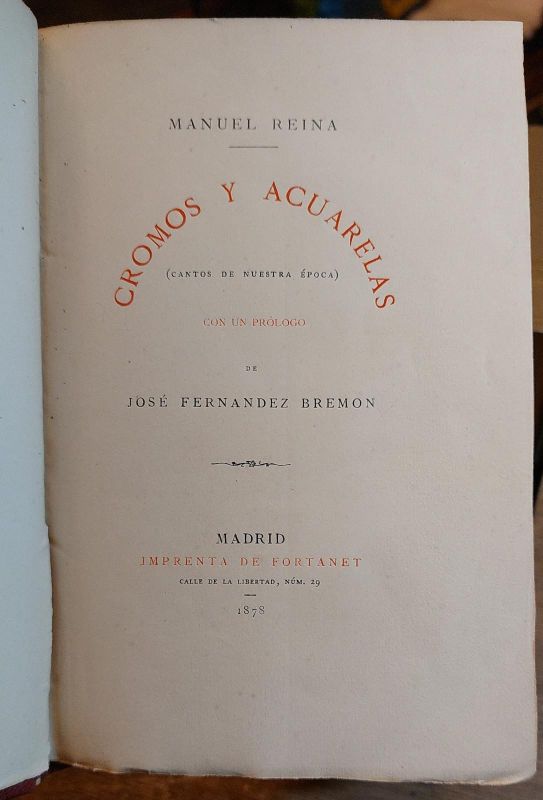 MANUEL REINA
CROMOS Y ACUARELAS
(CANTOS DE NUESTRA ÉPOCA)
CON UN PRÓLOGO
DE
JOSÉ FERNANDEZ BREMON
MADRID
IMPRENTA DE FORTANET
CALLE DE LA LIBERTAD, NÚM. 29
1878